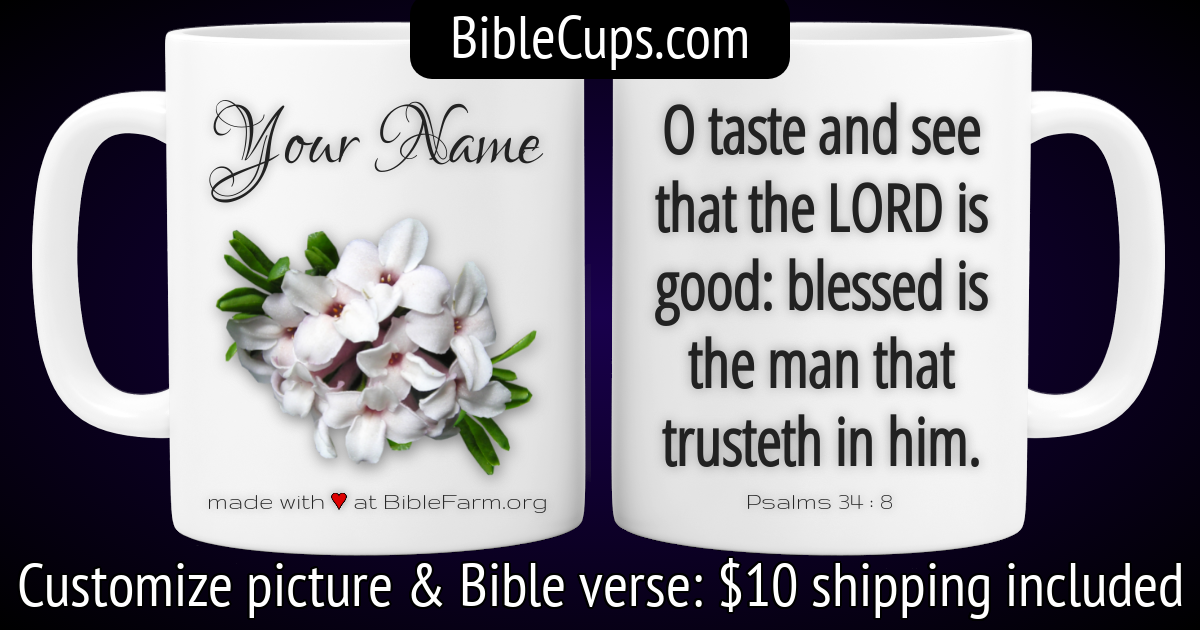 BibleCups.com
Your Name
made with ♥ at BibleFarm.org
O taste and see
that the LORD is
good: blessed is
the man that
trusteth in him.
Psalms 34 : 8
Customize picture & Bible verse: $10 shipping included